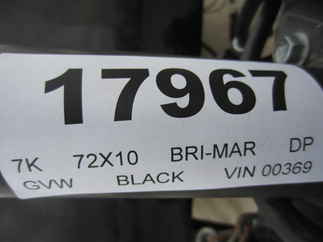 17967
7K 72X10 BRI-MAR DP
GVW BLACK VIN 00369